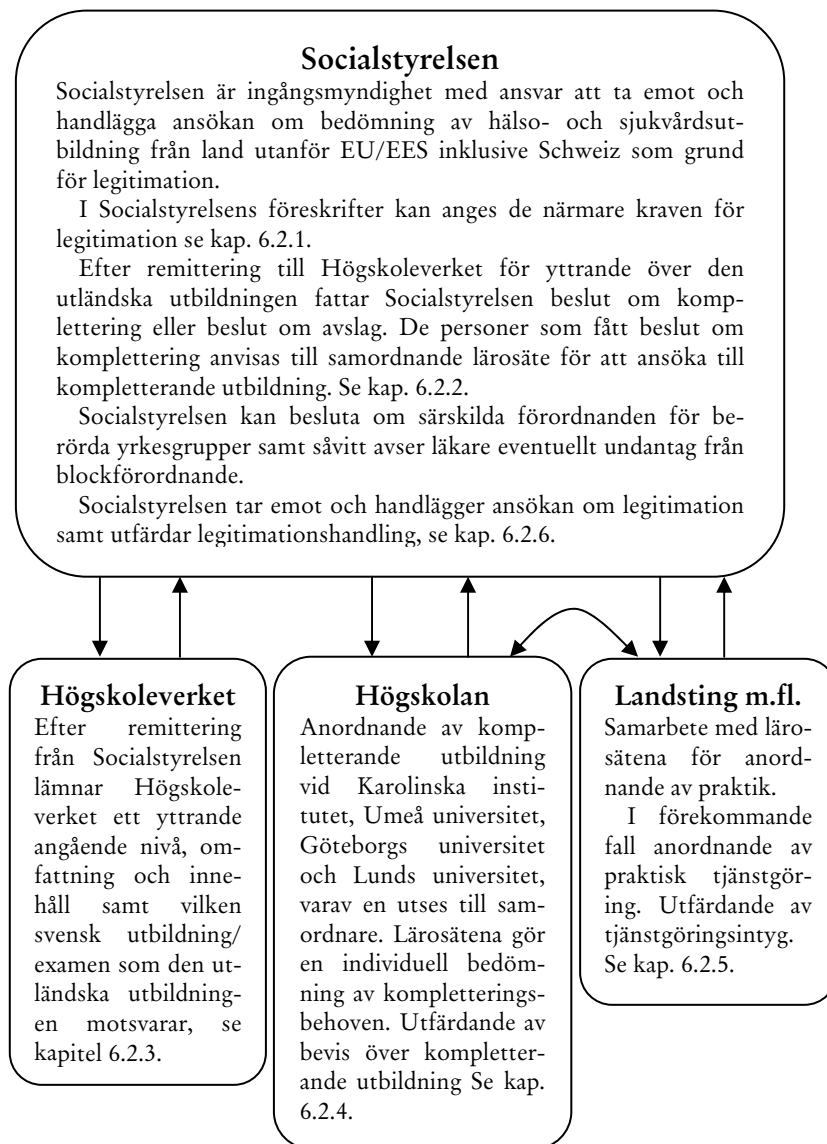 Socialstyrelsen
Socialstyrelsen är ingångsmyndighet med ansvar att ta emot och
handlägga ansökan om bedömning av hälso- och sjukvårdsut-
bildning från land utanför EU/EES inklusive Schweiz som grund
för legitimation.
I Socialstyrelsens föreskrifter kan anges de närmare kraven för
legitimation se kap. 6.2.1.
Efter remittering till Högskoleverket för yttrande över den
utländska utbildningen fattar Socialstyrelsen beslut om komp-
lettering eller beslut om avslag. De personer som fått beslut om
komplettering anvisas till samordnande lärosäte för att ansöka till
kompletterande utbildning. Se kap. 6.2.2.
Socialstyrelsen kan besluta om särskilda förordnanden för be-
rörda yrkesgrupper samt såvitt avser läkare eventuellt undantag från
blockförordnande.
Socialstyrelsen tar emot och handlägger ansökan om legitimation
samt utfärdar legitimationshandling, se kap. 6.2.6.
Högskoleverket
Efter remittering
från Socialstyrelsen
lämnar Högskole-
verket ett yttrande
angående nivå, om-
fattning och inne-
håll samt vilken
svensk utbildning/
examen som den ut-
ländska utbildning-
en motsvarar, se
kapitel 6.2.3.
Högskolan
Anordnande av komp-
letterande utbildning
vid Karolinska insti-
tutet, Umeå universitet,
Göteborgs universitet
och Lunds universitet,
varav en utses till sam-
ordnare. Lärosätena gör
en individuell bedöm-
ning av kompletterings-
behoven. Utfärdande av
bevis över kompletter-
ande utbildning Se kap.
6.2.4.
Landsting m.fl.
Samarbete med läro-
sätena för anord-
nande av praktik.
I förekommande
fall anordnande av
praktisk tjänstgör-
ing. Utfärdande av
tjänstgöringsintyg.
Se kap. 6.2.5.